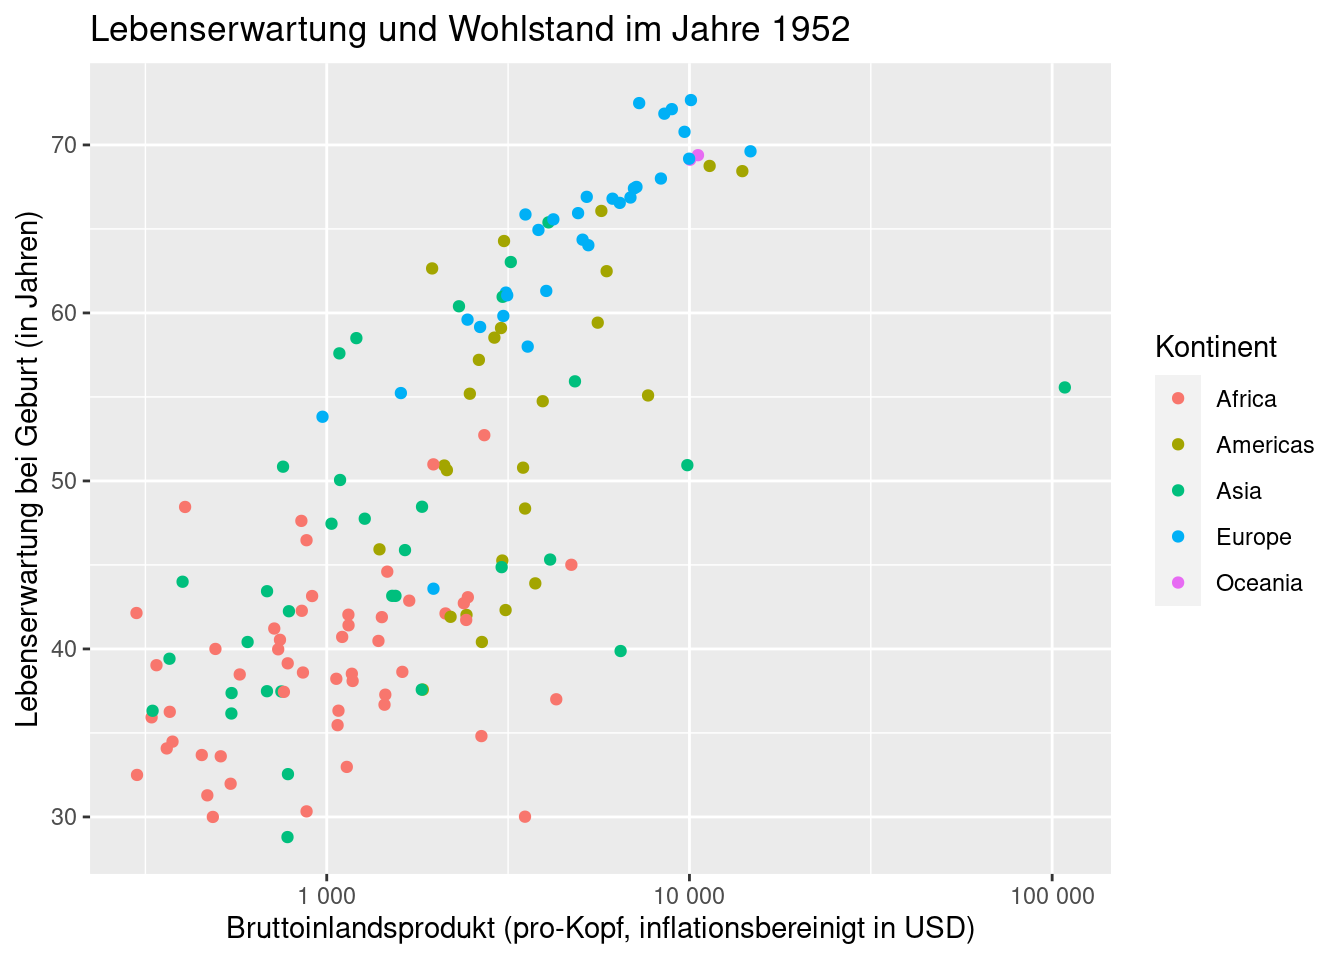 Lebenserwartung und Wohlstand im Jahre 1952
Lebenserwartung bei Geburt (in Jahren)
70
60
50
40
30
1 000
10 000
100 000
Bruttoinlandsprodukt (pro-Kopf, inflationsbereinigt in USD)
Kontinent
Africa
Americas
Asia
Europe
Oceania